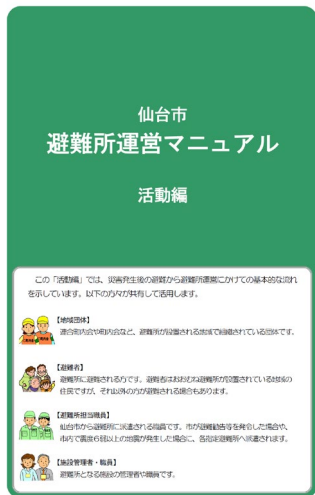 仙台市
避難所運営マニュアル
活動編
この「活動編」では、災害発生後の避難から避難所運営にかけての基本的な流れ
を示しています。以下の方々が共有して活用します。
【地域団体】
連合町内会や町内会など、避難所が設置される地域で組織されている団体です。
【避難者】
避難所に避難される方です。避難者はおおむね避難所が設置されている地域の
住民ですが、それ以外の方が避難される場合もあります。
【避難所担当職員】
仙台市から避難所に派遣される職員です。市が避難勧告等を発令した場合や、
市内で震度6弱以上の地震が発生した場合に、各指定避難所へ派遣されます。
【施設管理者・職員】
避難所となる施設の管理者や職員です。